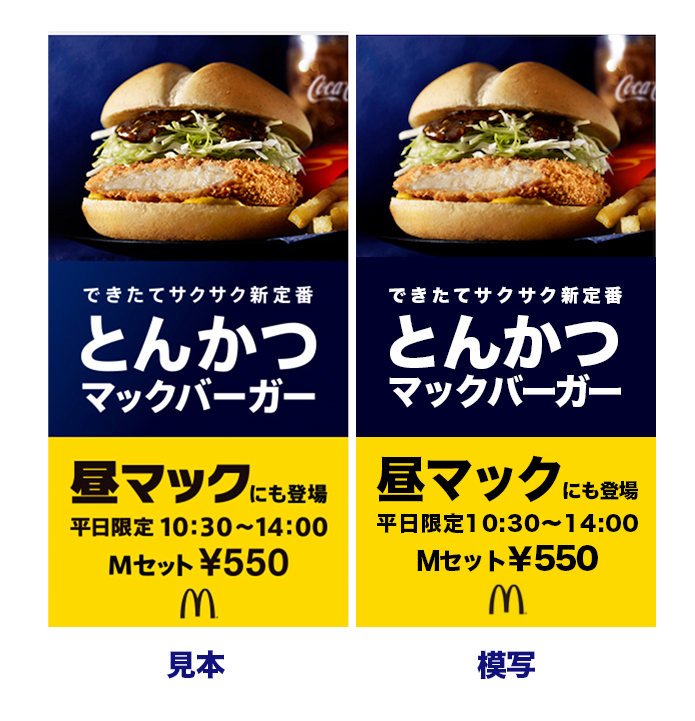 Coca
できたてサクサク新定番
とんかつ
マックバーガー
昼マックにも登場
平日限定 10:30～14:00
Mセット ¥550
見本
Coca
できたてサクサク新定番
とんかつ
マックバーガー
昼マックにも登場
平日限定10:30～14:00
Mセット¥550
模写